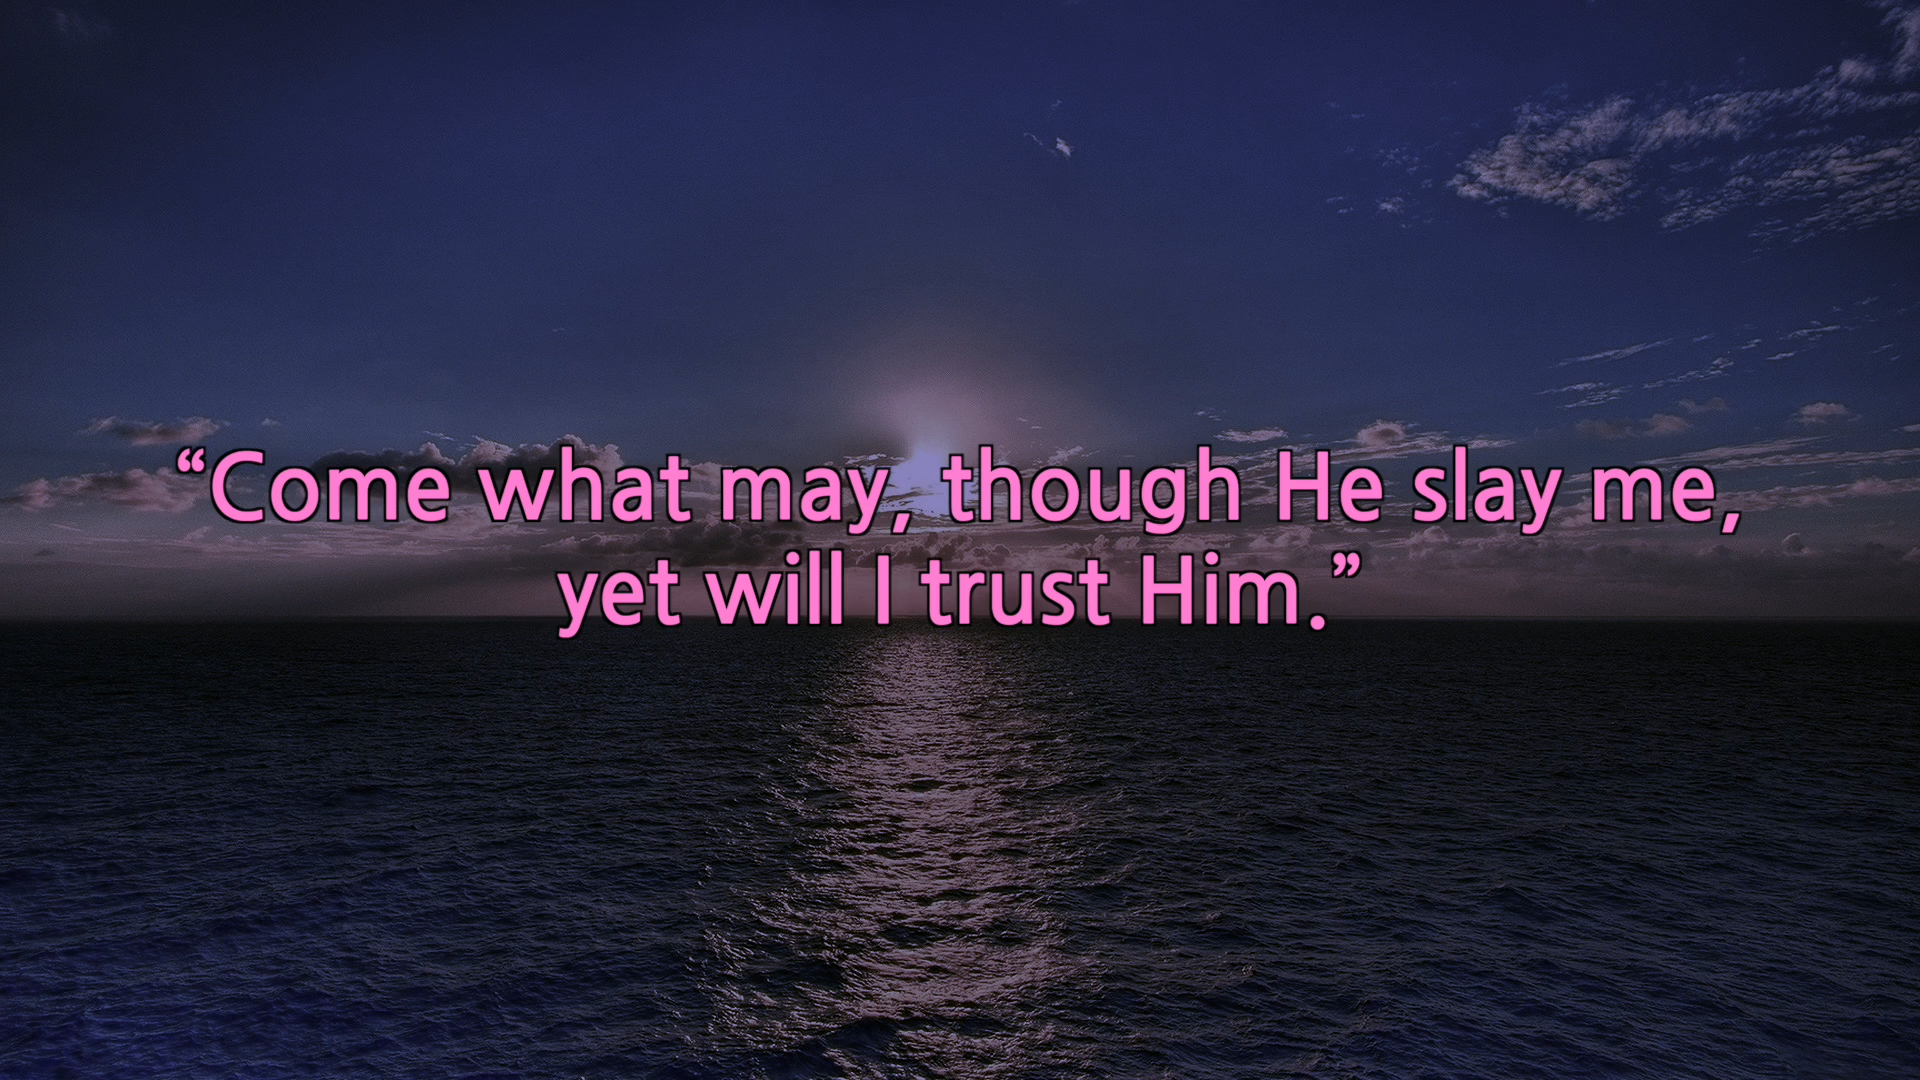 “Come what may, though He slay me,
yet will I trust Him.”